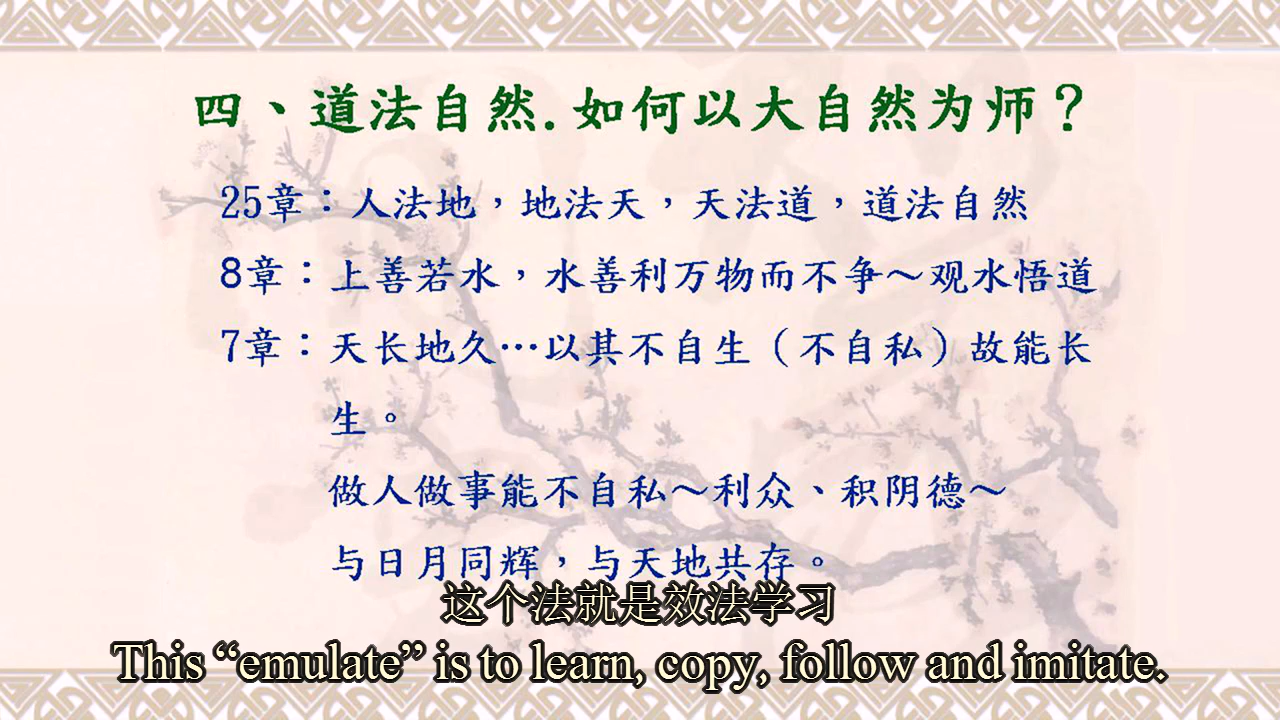 四、道法自然.如何以大自然为师？
25章：人法地，地法天，天法道，道法自然
8章：上善若水，水善利万物而不争～观水悟道
7章：天长地久…以其不自生（不自私）故能长
生。
做人做事能不自私～利众、积阴德～
与日月同辉，与天地共存。
这个法就是效法学习
This “emulate” is to learn, copy, follow and imitate.